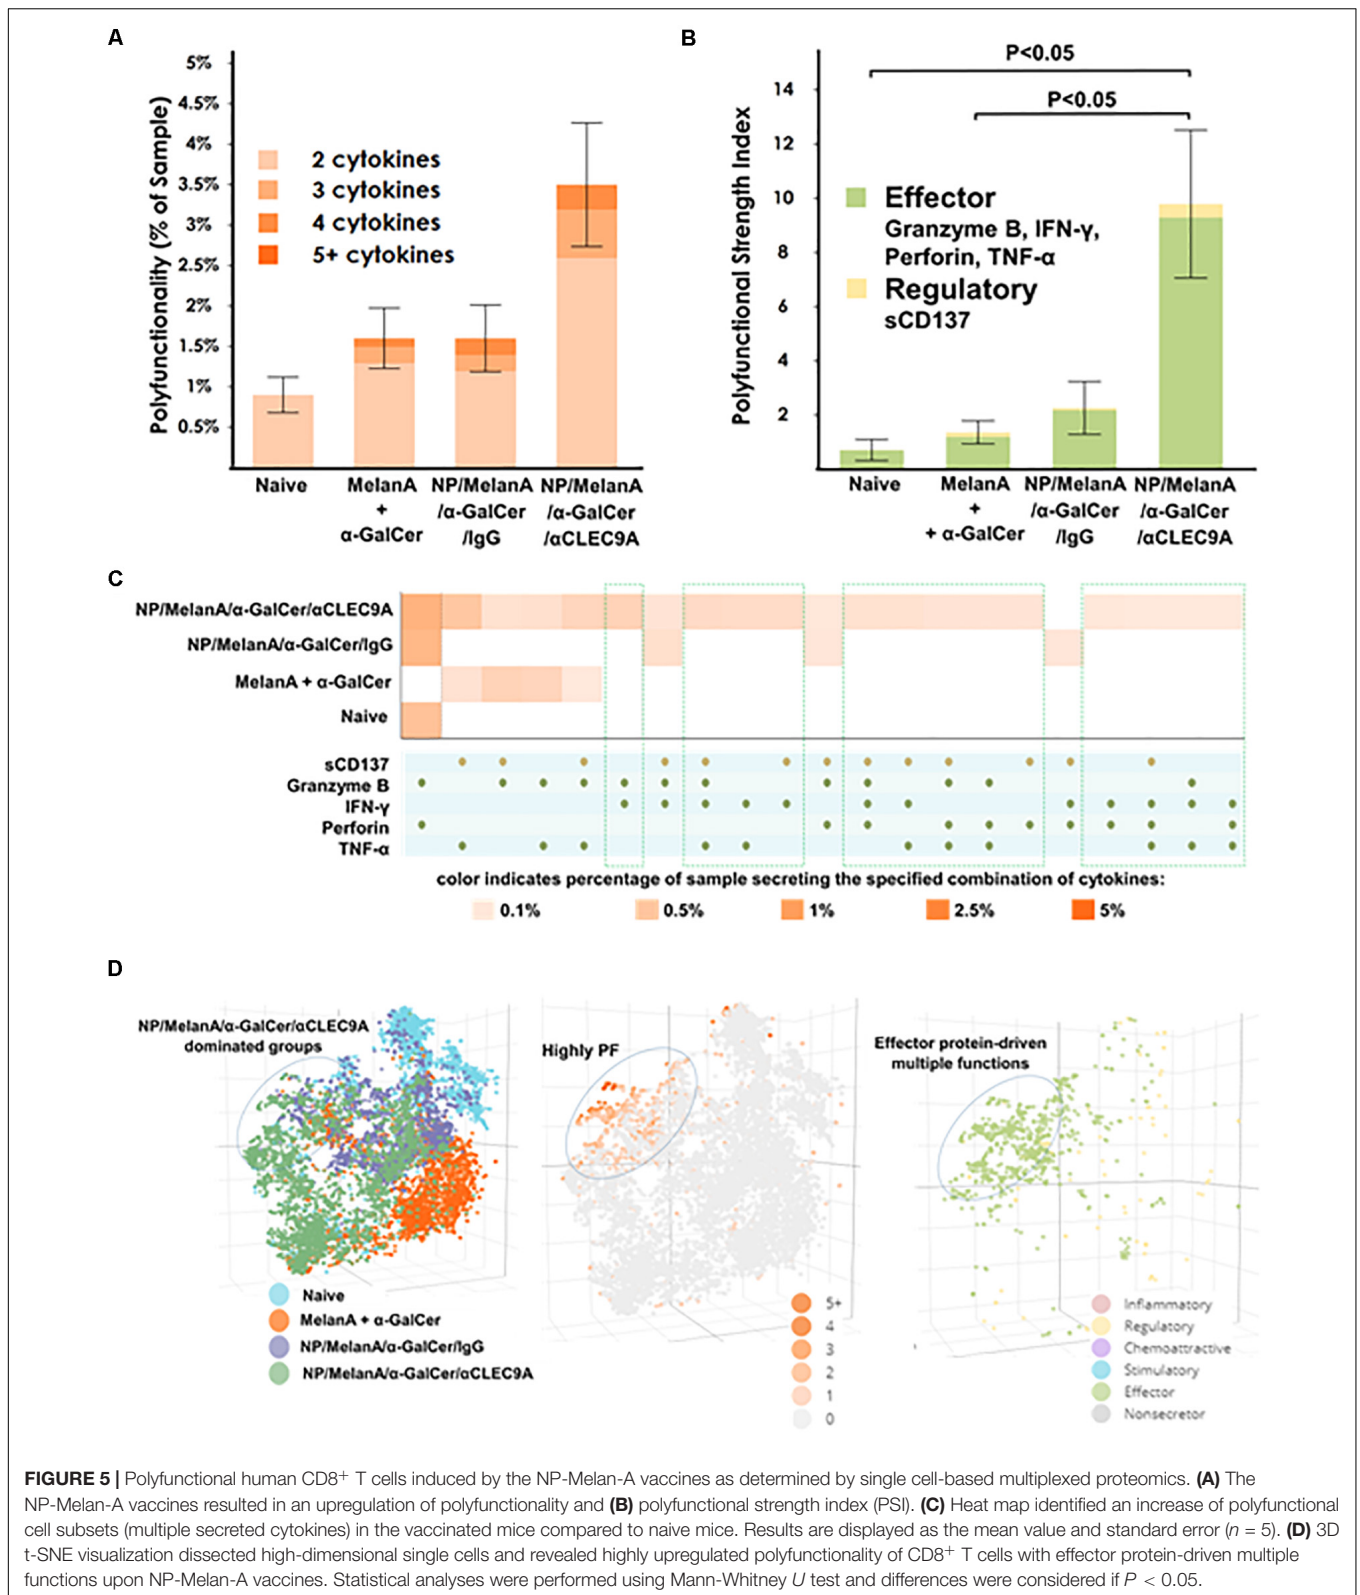 A
5%
4.5%
4%
3.5%
3%
2.5%
2%
1.5%
1%
0.5%
Polyfunctionality (% of Sample)
2 cytokines
3 cytokines
4 cytokines
5+ cytokines
Naive
MelanA
+
α-GalCer
NP/MelanA
/α-GalCer
/IgG
NP/MelanA
/α-GalCer
/αCLEC9A
B
P<0.05
P<0.05
14
12
10
8
6
4
2
Polyfunctional Strength Index
Effector
Granzyme B, IFN-γ,
Perforin, TNF-α
Regulatory
sCD137
Naive
MelanA
+
+ α-GalCer
NP/MelanA
/α-GalCer
/IgG
NP/MelanA
/α-GalCer
/αCLEC9A
C
NP/MelanA/α-GalCer/αCLEC9A
NP/MelanA/α-GalCer/IgG
MelanA + α-GalCer
Naive
sCD137
Granzyme B
IFN-γ
Perforin
TNF-α
color indicates percentage of sample secreting the specified combination of cytokines:
0.1% 0.5% 1% 2.5% 5%
D
NP/MelanA/α-GalCer/αCLEC9A
dominated groups
Naive
MelanA + α-GalCer
NP/MelanA/α-GalCer/IgG
NP/MelanA/α-GalCer/αCLEC9A
Highly PF
5+
4
3
2
1
0
Effector protein-driven
multiple functions
Inflammatory
Regulatory
Chemoattractive
Stimulatory
Effector
Nonsecretor
FIGURE 5 | Polyfunctional human CD8+ T cells induced by the NP-Melan-A vaccines as determined by single cell-based multiplexed proteomics. (A) The
NP-Melan-A vaccines resulted in an upregulation of polyfunctionality and (B) polyfunctional strength index (PSI). (C) Heat map identified an increase of polyfunctional
cell subsets (multiple secreted cytokines) in the vaccinated mice compared to naive mice. Results are displayed as the mean value and standard error (n = 5). (D) 3D
t-SNE visualization dissected high-dimensional single cells and revealed highly upregulated polyfunctionality of CD8+ T cells with effector protein-driven multiple
functions upon NP-Melan-A vaccines. Statistical analyses were performed using Mann-Whitney U test and differences were considered if P < 0.05.